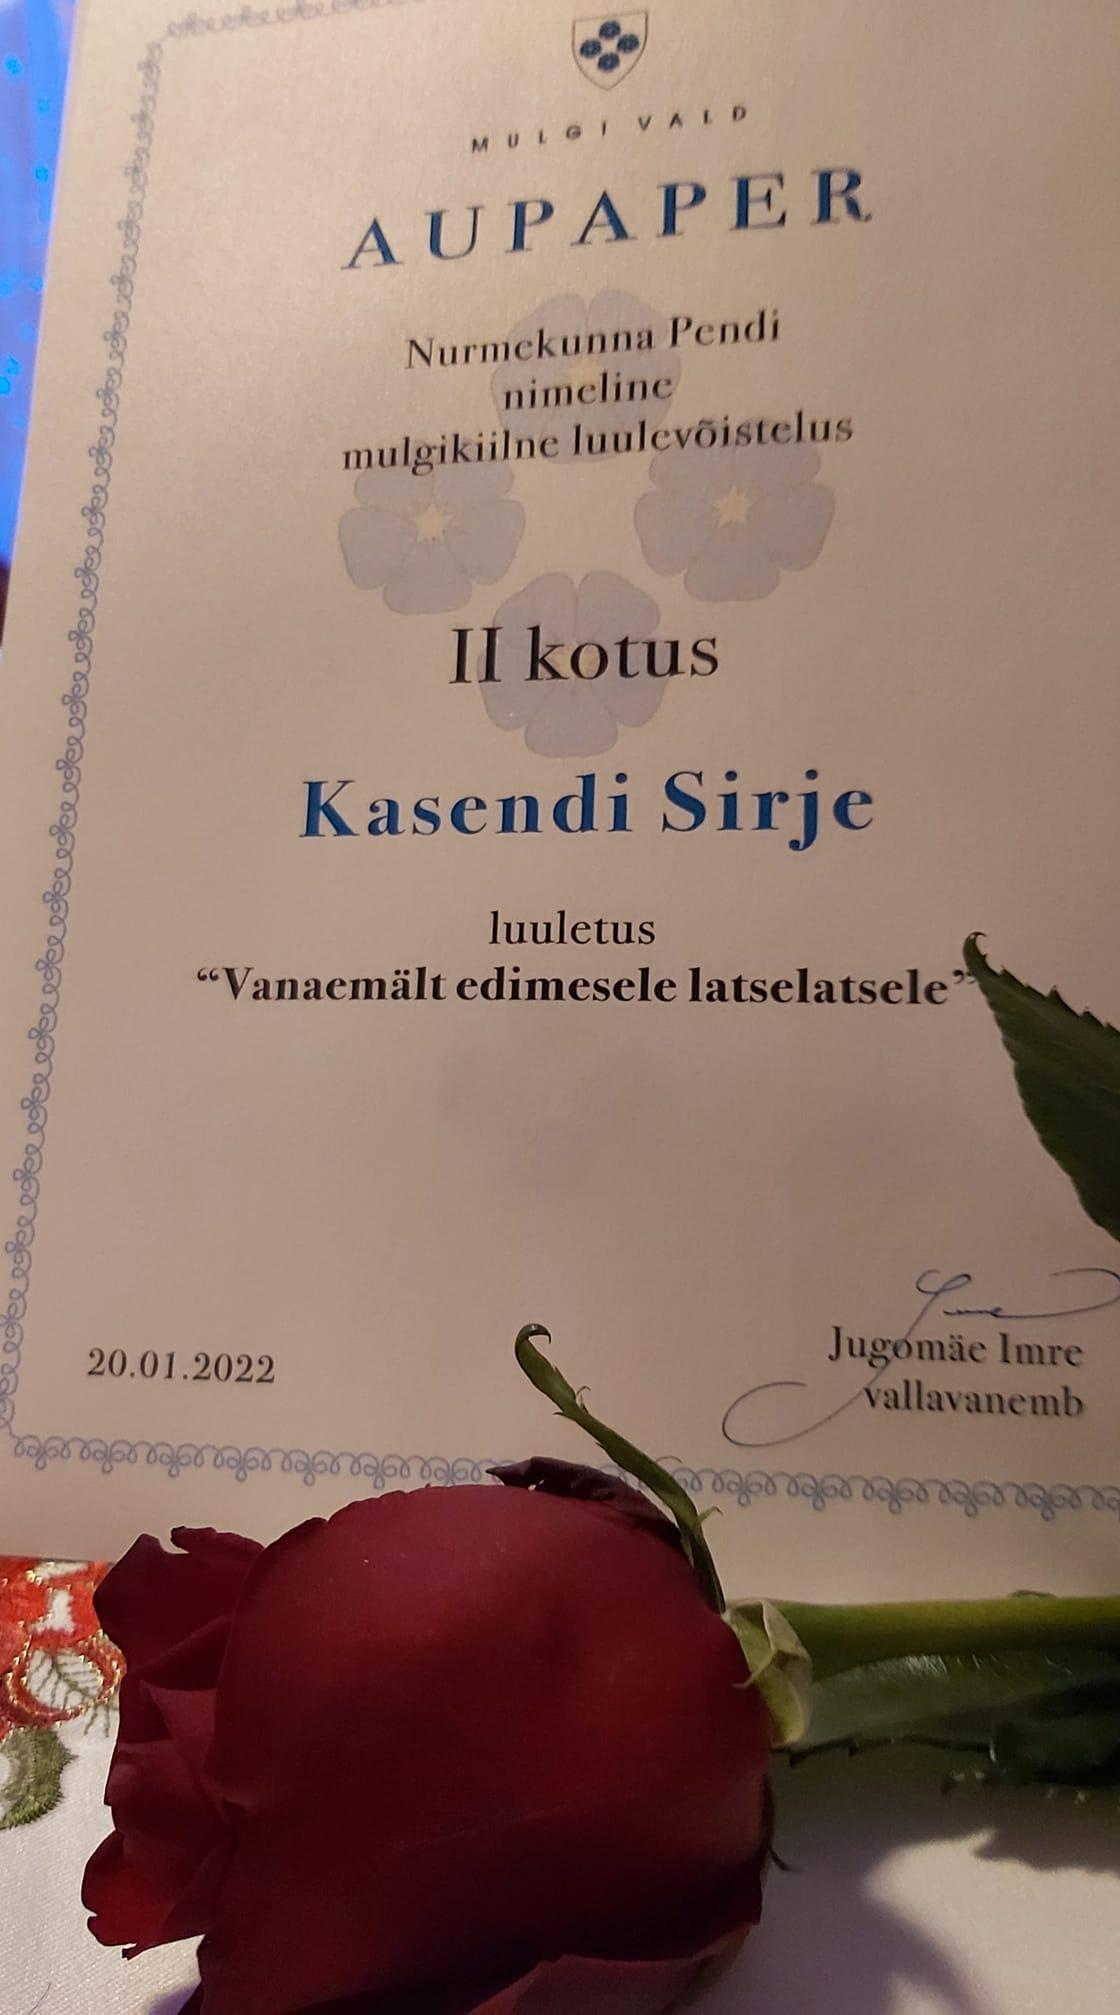 MULGI VALD
AUPAPER
Nurmekunna Pendi
nimeline
mulgikiilne luulevõistelus
II kotus
Kasendi Sirje
luuletus
“Vanaemält edimesele latselatsele”
20.01.2022
Jugomäe Imre
vallavanemb